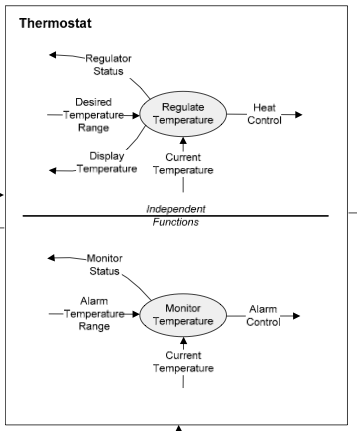 Thermostat
Regulator
Status
Desired
Temperature
Range
Regulate
Temperature
Heat
Control
Display
Temperature
Current
Temperature
Independent
Functions
Monitor
Status
Alarm
Temperature
Range
Monitor
Temperature
Alarm
Control
Current
Temperature